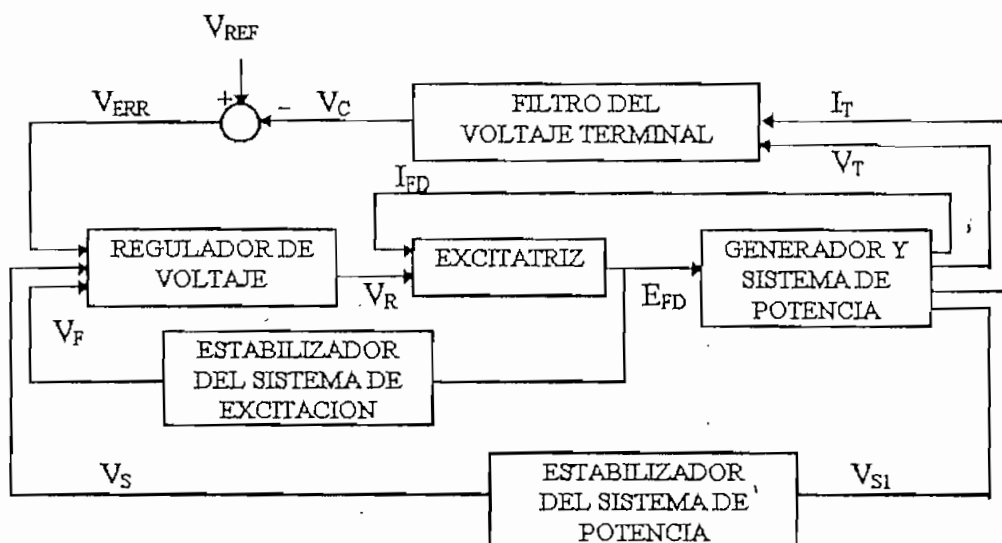 V_REF
V_ERR
+
-
V_C
FILTRO DEL
VOLTAJE TERMINAL
I_T
V_T
I_FD
REGULADOR DE
VOLTAJE
V_R
EXCITATRIZ
E_FD
GENERADOR Y
SISTEMA DE
POTENCIA
V_F
ESTABILIZADOR
DEL SISTEMA DE
EXCITACION
V_S
ESTABILIZADOR
DEL SISTEMA DE
POTENCIA
V_S1